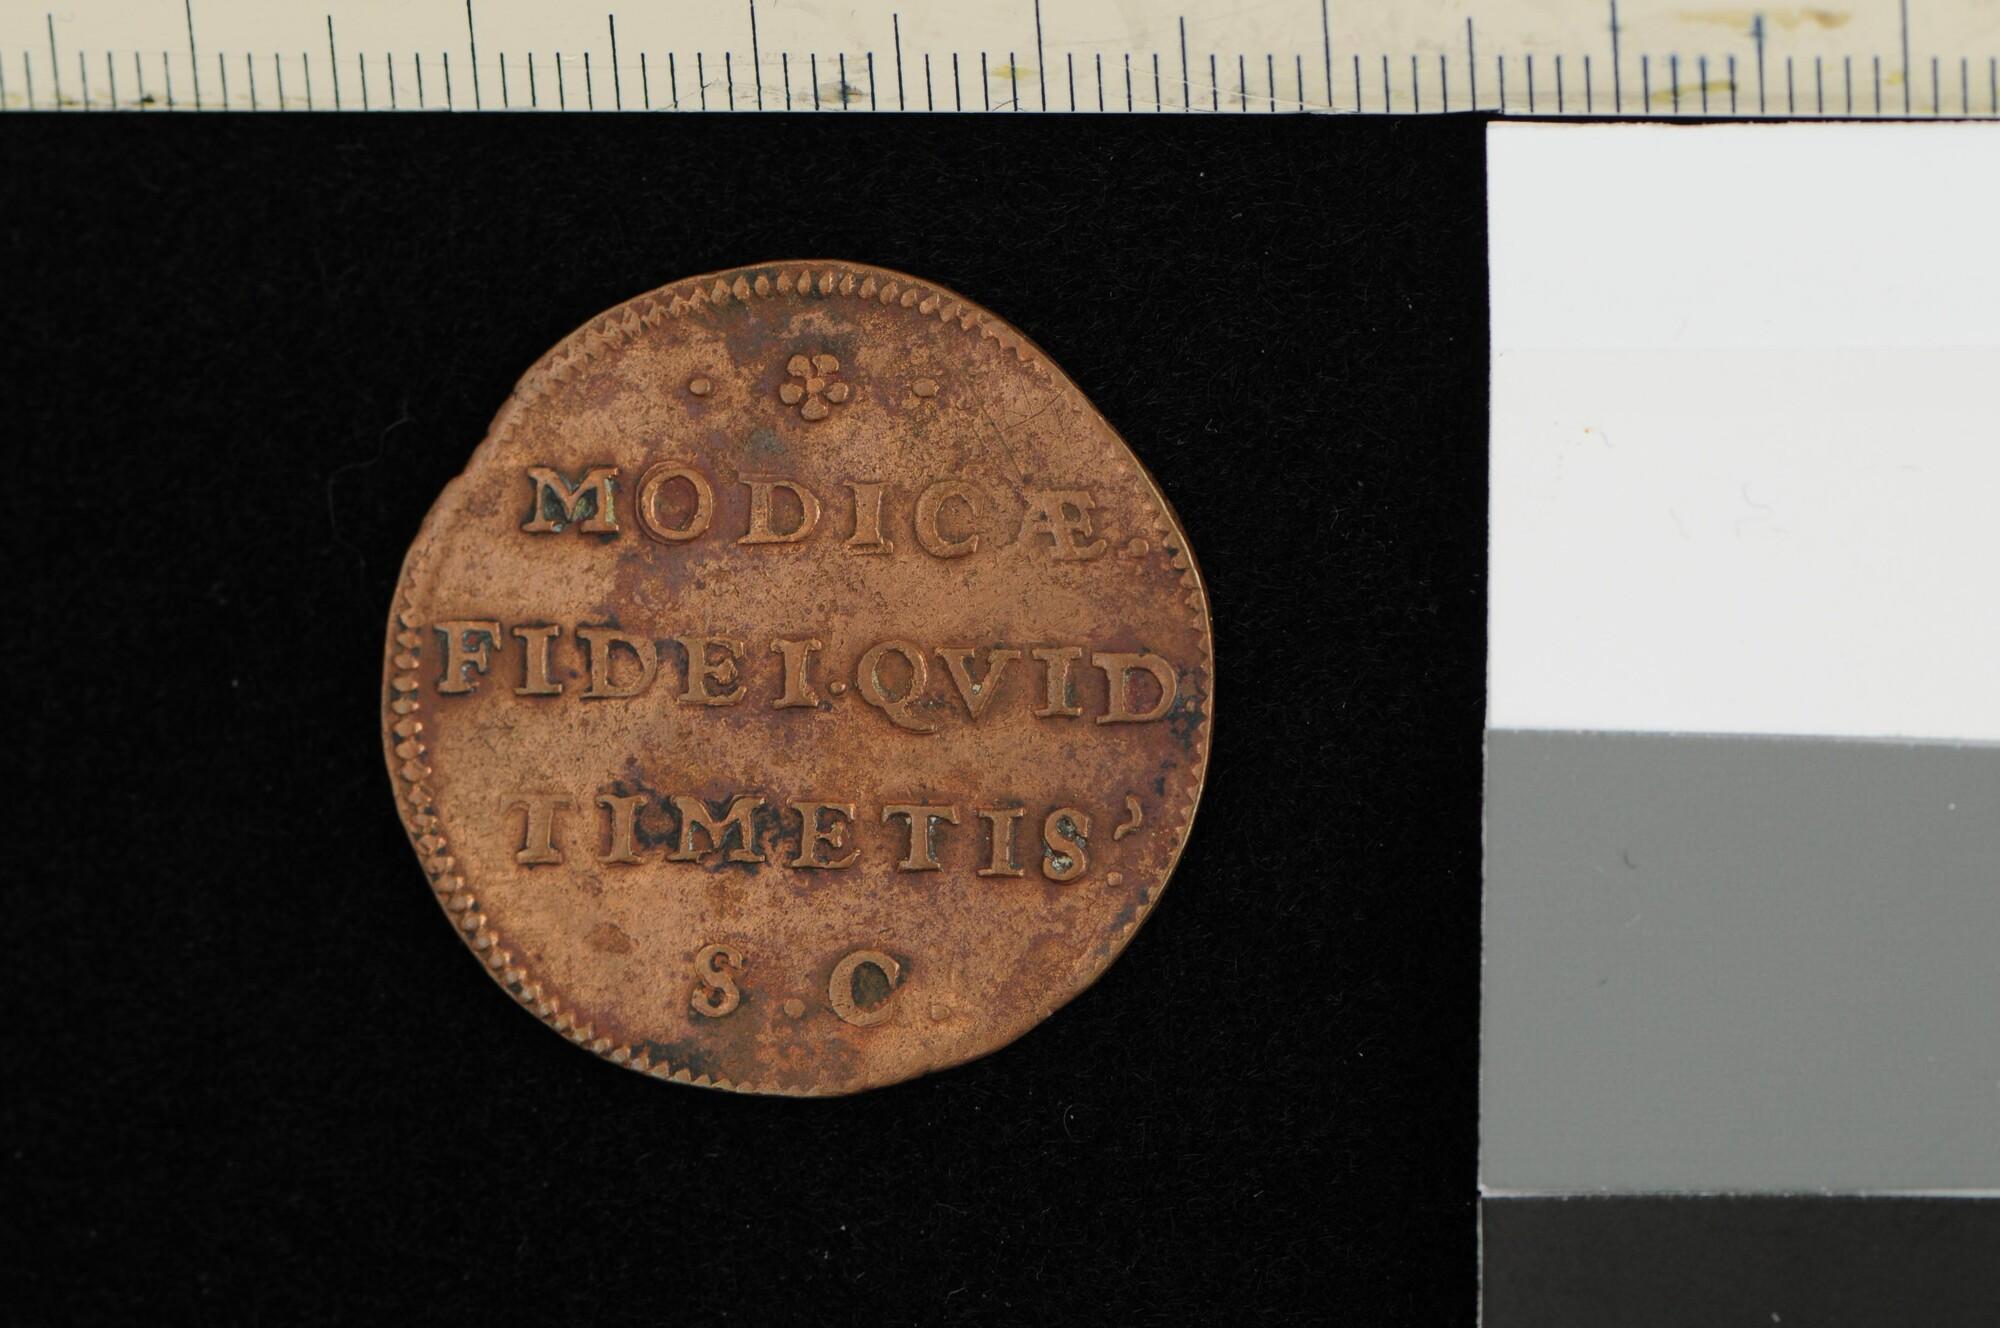 MODICÆ.
FIDEI·QVID
TIMETIS?
S.C.